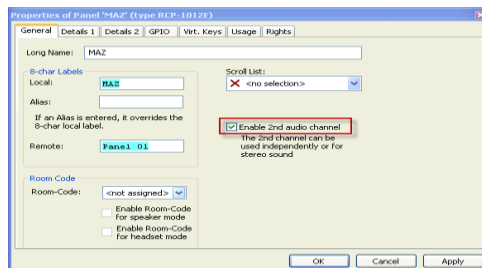 Properties of Panel 'MAZ' (type RCP-1012E)
General Details 1 Details 2 GPIO Virt. Keys Usage Rights
Long Name: MAZ
8-char Labels
Local: MAZ
Alias:
If an Alias is
entered, it overrides the
8-char local label.
Remote: Panel 01
Scroll List:
<no selection>
Enable 2nd audio channel
The 2nd channel can be
used independently or for
stereo sound
Room Code
Room-Code: <not assigned>
Enable Room-Code
for speaker mode
Enable Room-Code
for headset mode
OK Cancel Apply